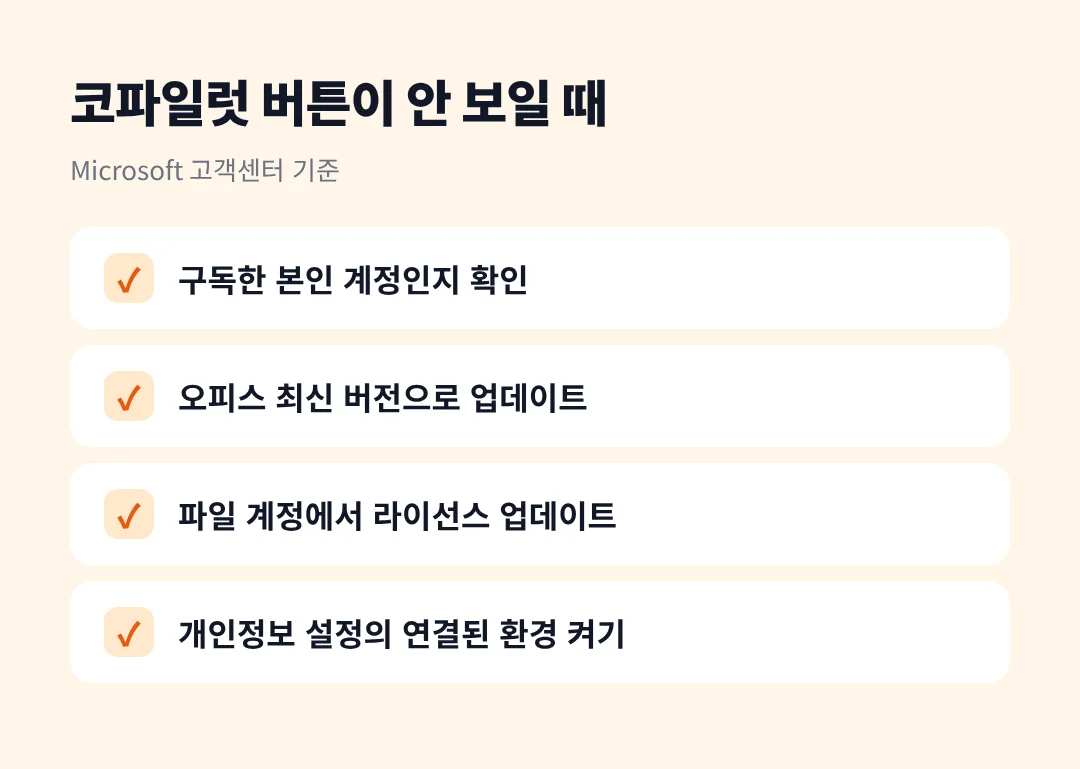 코파일럿 버튼이 안 보일 때
Microsoft 고객센터 기준
구독한 본인 계정인지 확인
오피스 최신 버전으로 업데이트
파일 계정에서 라이선스 업데이트
개인정보 설정의 연결된 환경 켜기